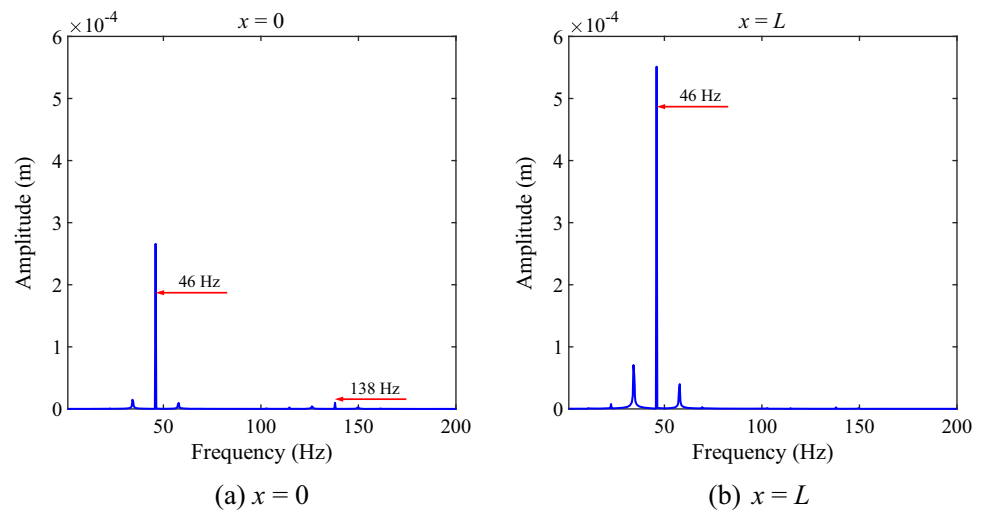 x = 0
×10⁻⁴
6
5
4
3
2
1
0
46 Hz
138 Hz
50 100 150 200
Amplitude (m)
Frequency (Hz)
(a) x = 0
x = L
×10⁻⁴
6
5
4
3
2
1
0
46 Hz
50 100 150 200
Amplitude (m)
Frequency (Hz)
(b) x = L